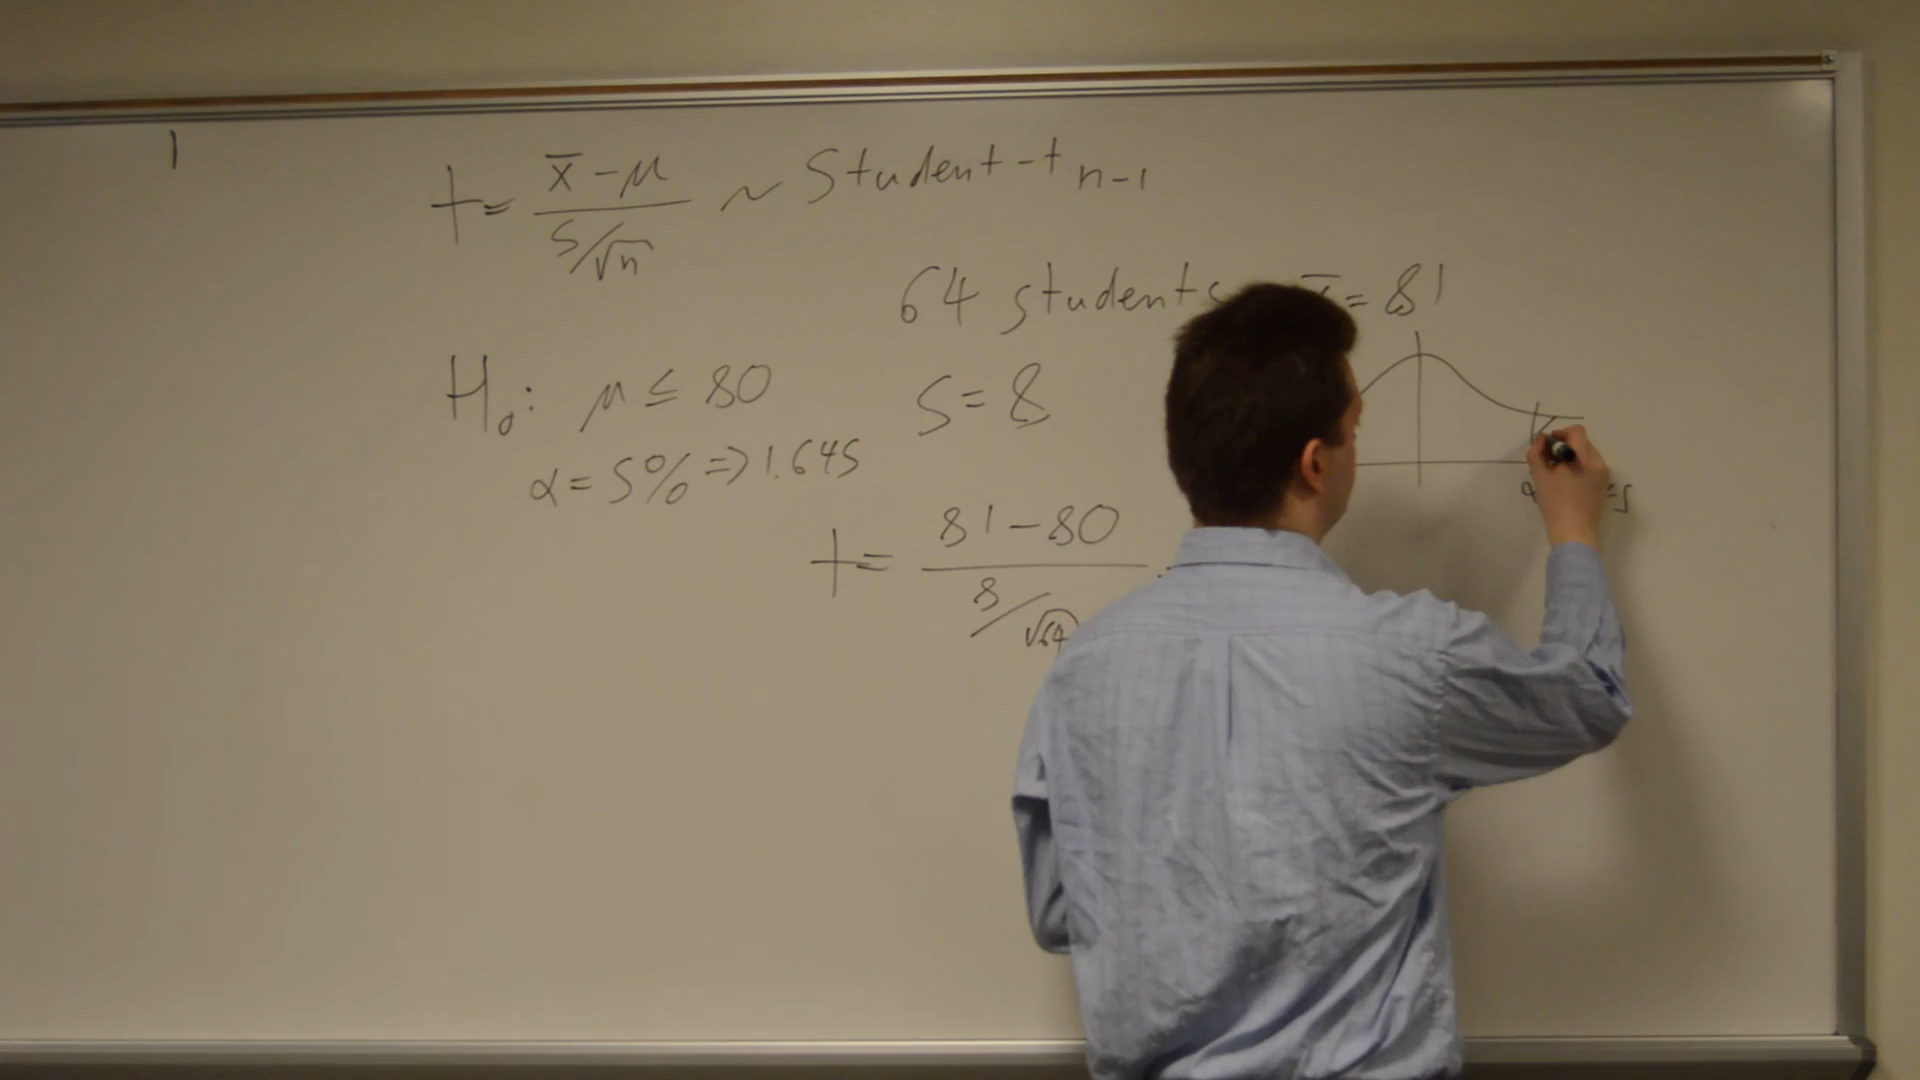 1
t = x̄ - μ / s/√n ~ Student-t n-1
64 students x̄ = 81
H₀: μ ≤ 80
s = 8
α = 5% => 1.645
t = 81 - 80 / 8/√64